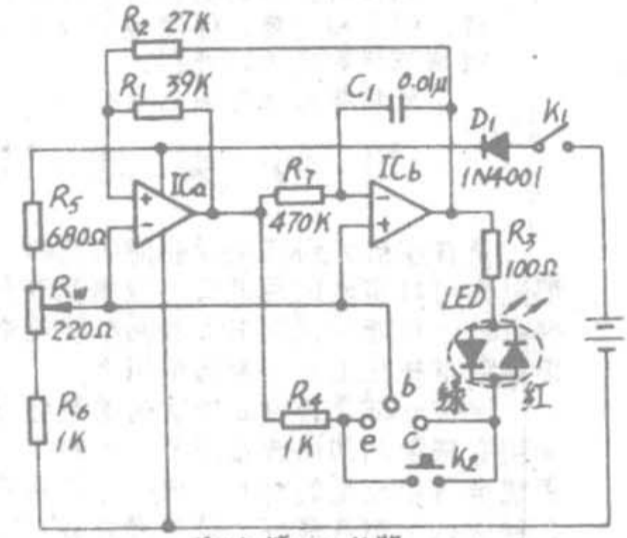 R2 27K
R1 39K
C1 0.01μ
D1
K1
1N4001
ICa
ICb
R7
470K
R5
680Ω
+
-
-
+
R3
100Ω
LED
RW
220Ω
绿
红
R6
1K
R4
1K
e
b
c
K2